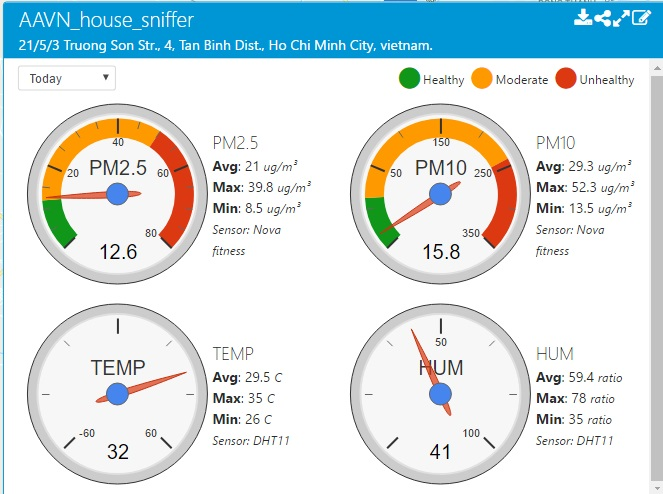 AAVN_house_sniffer
21/5/3 Truong Son Str., 4, Tan Binh Dist., Ho Chi Minh City, vietnam.
Today
Healthy
Moderate
Unhealthy
20
40
60
80
PM2.5
12.6
PM2.5
Avg: 21 ug/m³
Max: 39.8 ug/m³
Min: 8.5 ug/m³
Sensor: Nova
fitness
50
150
250
350
PM10
15.8
PM10
Avg: 29.3 ug/m³
Max: 52.3 ug/m³
Min: 13.5 ug/m³
Sensor: Nova
fitness
TEMP
-60
60
32
TEMP
Avg: 29.5 C
Max: 35 C
Min: 26 C
Sensor: DHT11
50
HUM
0
100
41
HUM
Avg: 59.4 ratio
Max: 78 ratio
Min: 35 ratio
Sensor: DHT11